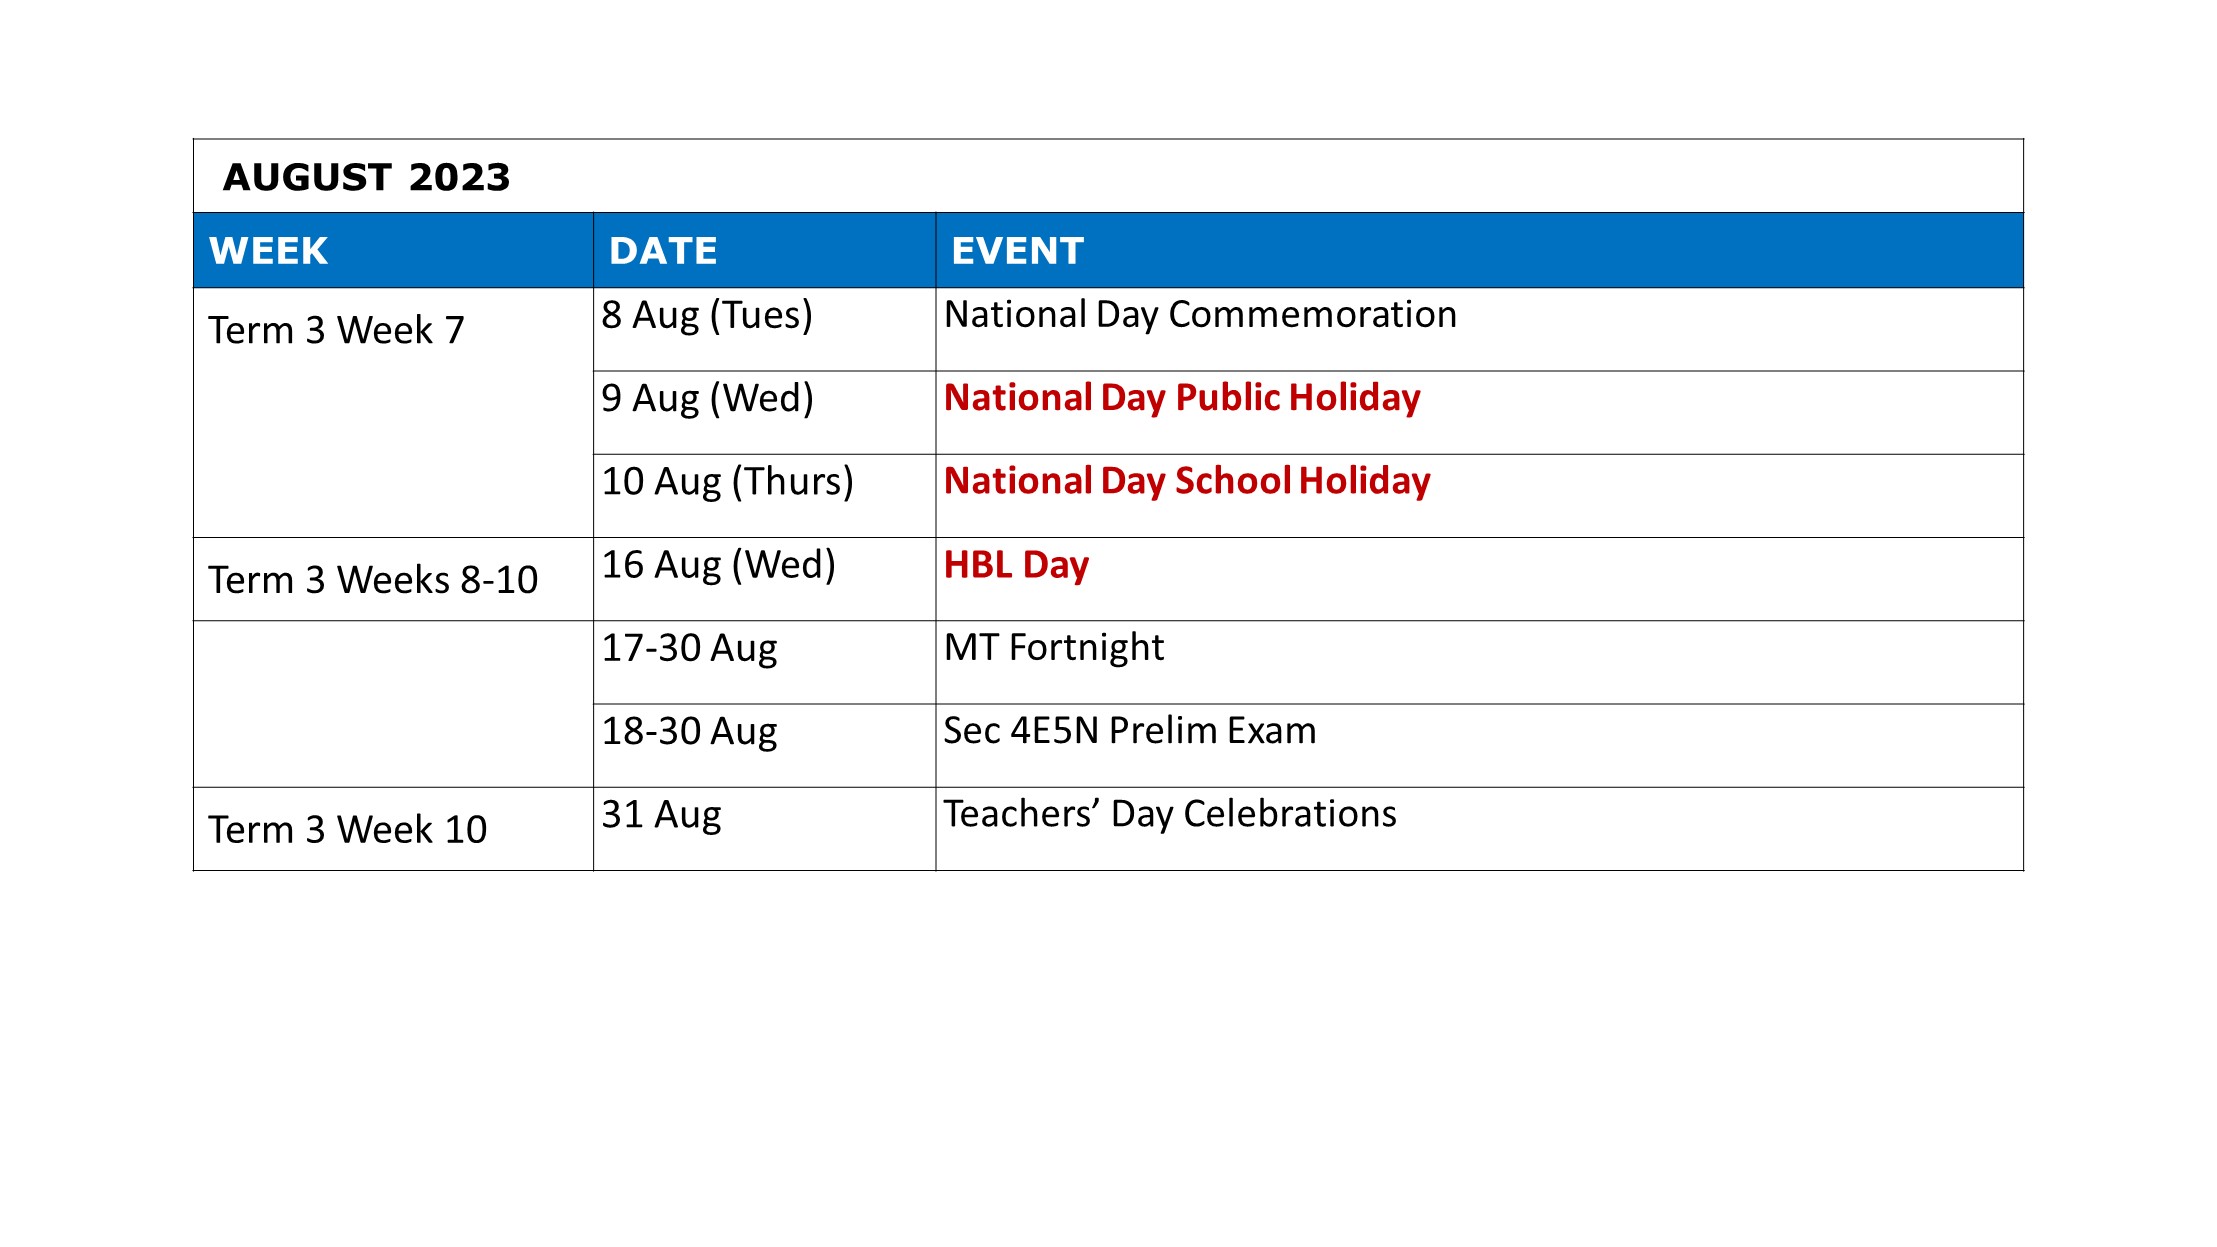 AUGUST 2023
WEEK DATE EVENT
Term 3 Week 7 8 Aug (Tues) National Day Commemoration
9 Aug (Wed) National Day Public Holiday
10 Aug (Thurs) National Day School Holiday
Term 3 Weeks 8-10 16 Aug (Wed) HBL Day
17-30 Aug MT Fortnight
18-30 Aug Sec 4E5N Prelim Exam
Term 3 Week 10 31 Aug Teachers’ Day Celebrations